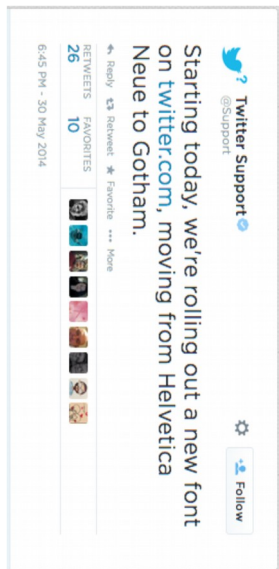 Twitter Support
@Support
Follow
Starting today, we're rolling out a new font
on twitter.com, moving from Helvetica
Neue to Gotham.
Reply Retweet Favorite More
RETWEETS FAVORITES
26 10
6:45 PM - 30 May 2014